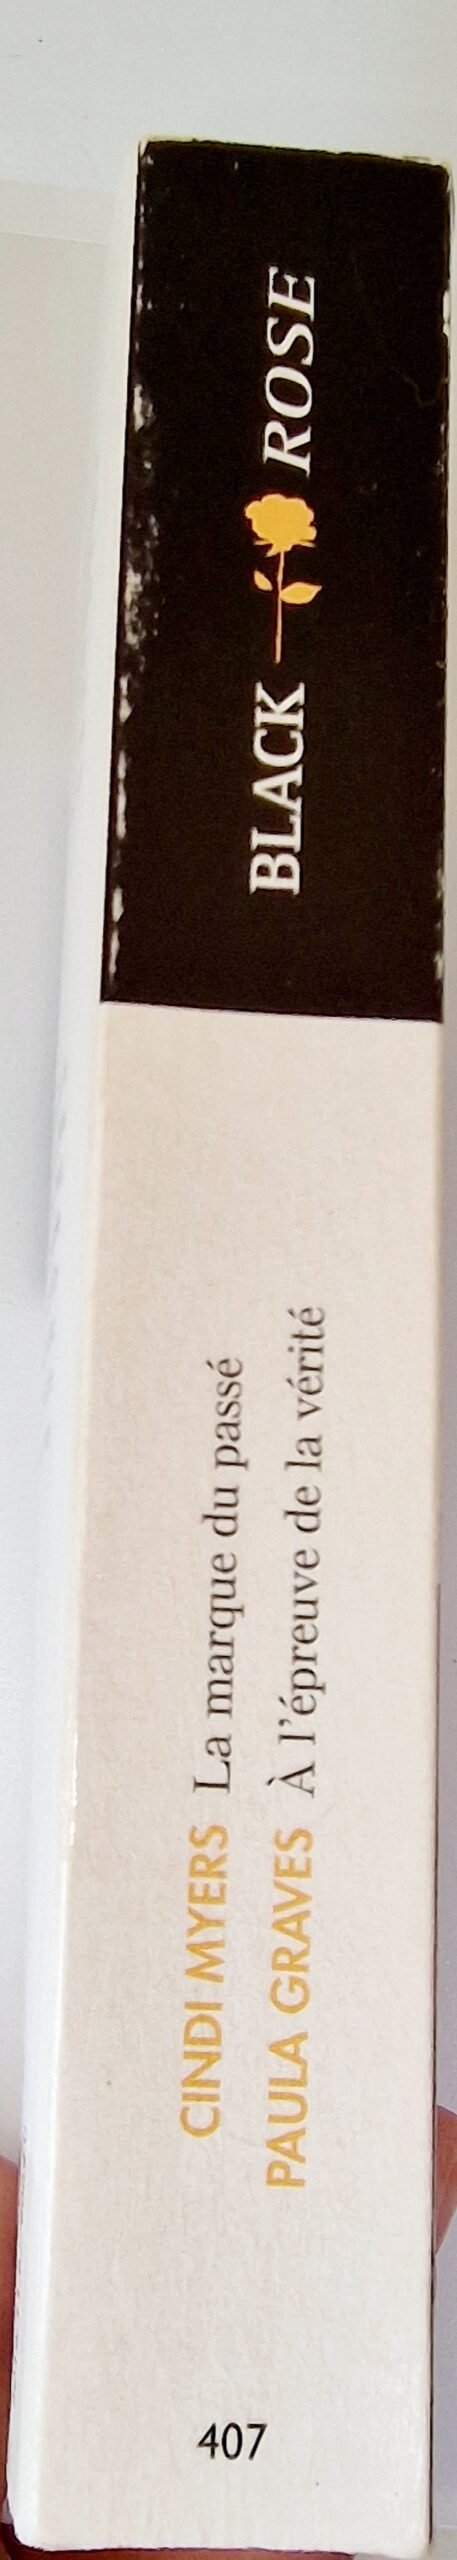 BLACK ROSE
CINDI MYERS La marque du passé
PAULA GRAVES À l'épreuve de la vérité
407